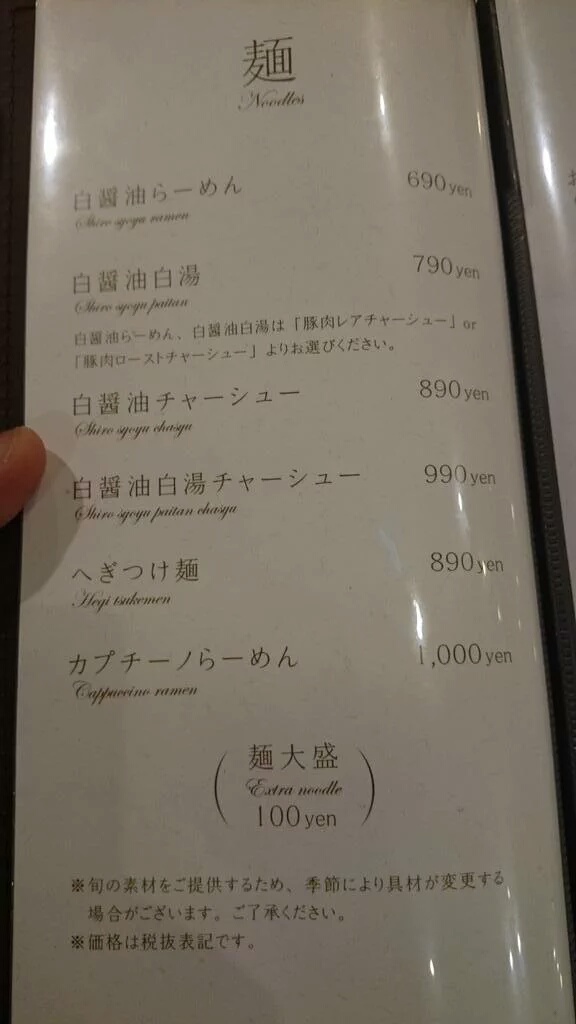 麺
Noodles
白醤油らーめん 690yen
Shiro syoyu ramen
白醤油白湯 790yen
Shiro syoyu paitan
白醤油らーめん、白醤油白湯は「豚肉レアチャーシュー」or
「豚肉ローストチャーシュー」よりお選びください。
白醤油チャーシュー 890yen
Shiro syoyu chasyu
白醤油白湯チャーシュー 990yen
Shiro syoyu paitan chasyu
へぎつけ麺 890yen
Hegi tsukemen
カプチーノらーめん 1,000yen
Cappuccino ramen
麺大盛
Extra noodle
100yen
※旬の素材をご提供するため、季節により具材が変更する
場合がございます。ご了承ください。
※価格は税抜表記です。